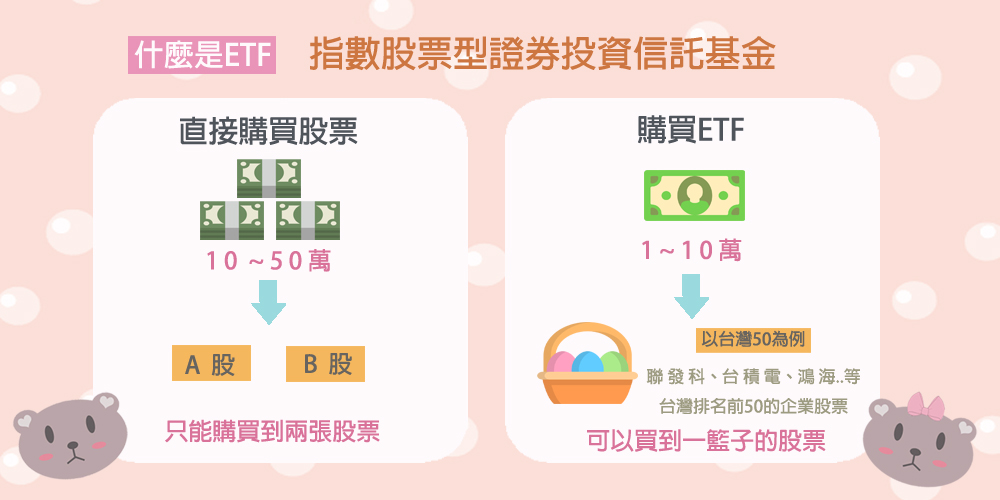 什麼是ETF 指數股票型證券投資信託基金
直接購買股票
10~50萬
A 股 B 股
只能購買到兩張股票
購買ETF
1~10萬
以台灣50為例
聯發科、台積電、鴻海..等
台灣排名前50的企業股票
可以買到一籃子的股票